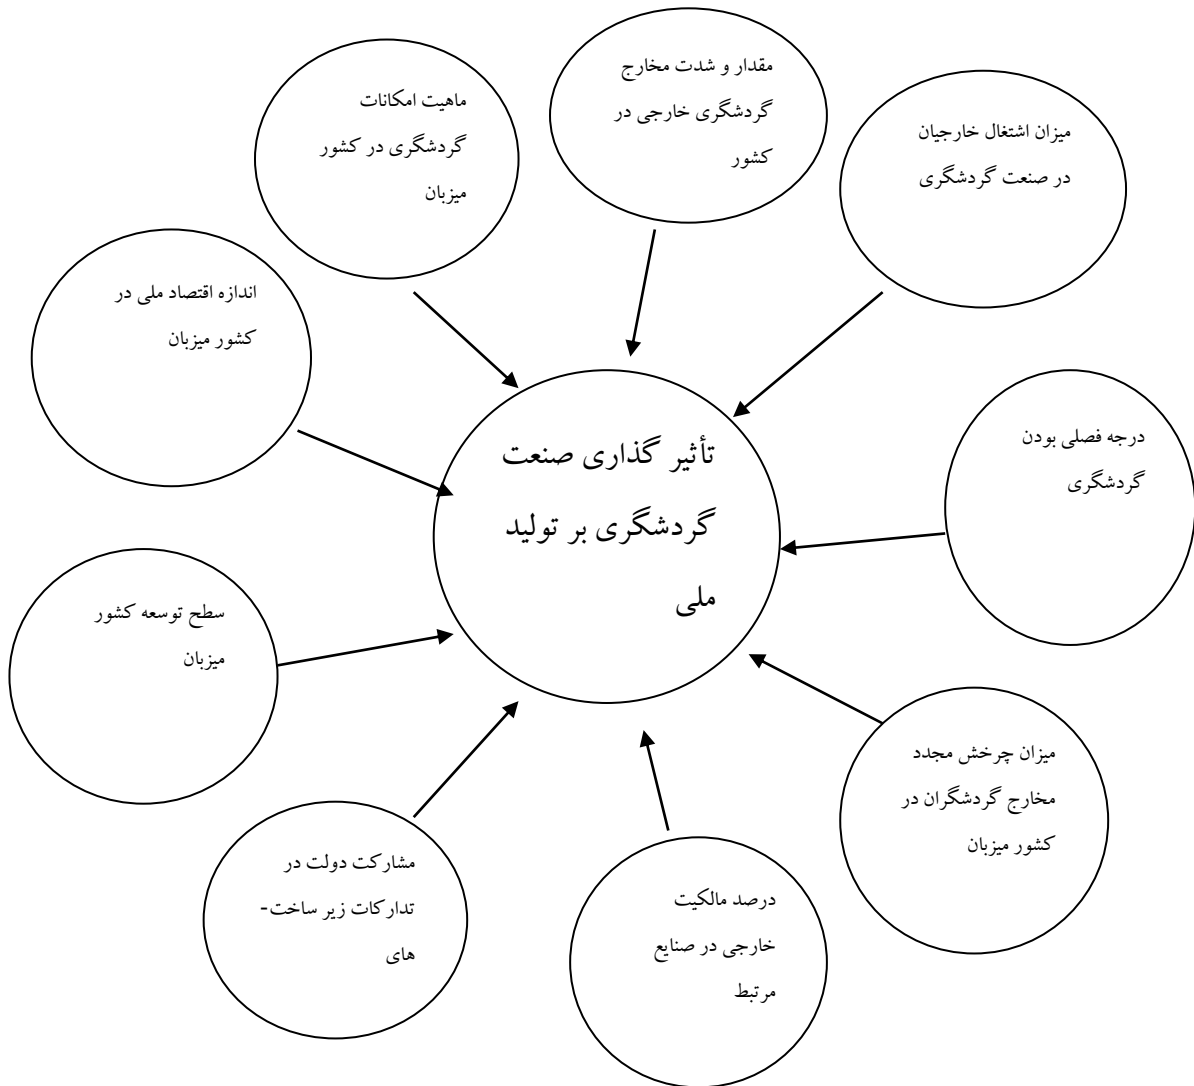 مقدار و شدت مخارج
گردشگری خارجی در
کشور
میزان اشتغال خارجیان
در صنعت گردشگری
درجه فصلی بودن
گردشگری
میزان چرخش مجدد
مخارج گردشگران در
کشور میزبان
درصد مالکیت
خارجی در صنایع
مرتبط
مشارکت دولت در
تدارکات زیر ساخت-
های
سطح توسعه کشور
میزبان
اندازه اقتصاد ملی در
کشور میزبان
ماهیت امکانات
گردشگری در کشور
میزبان
تأثیر گذاری صنعت
گردشگری بر تولید
ملی